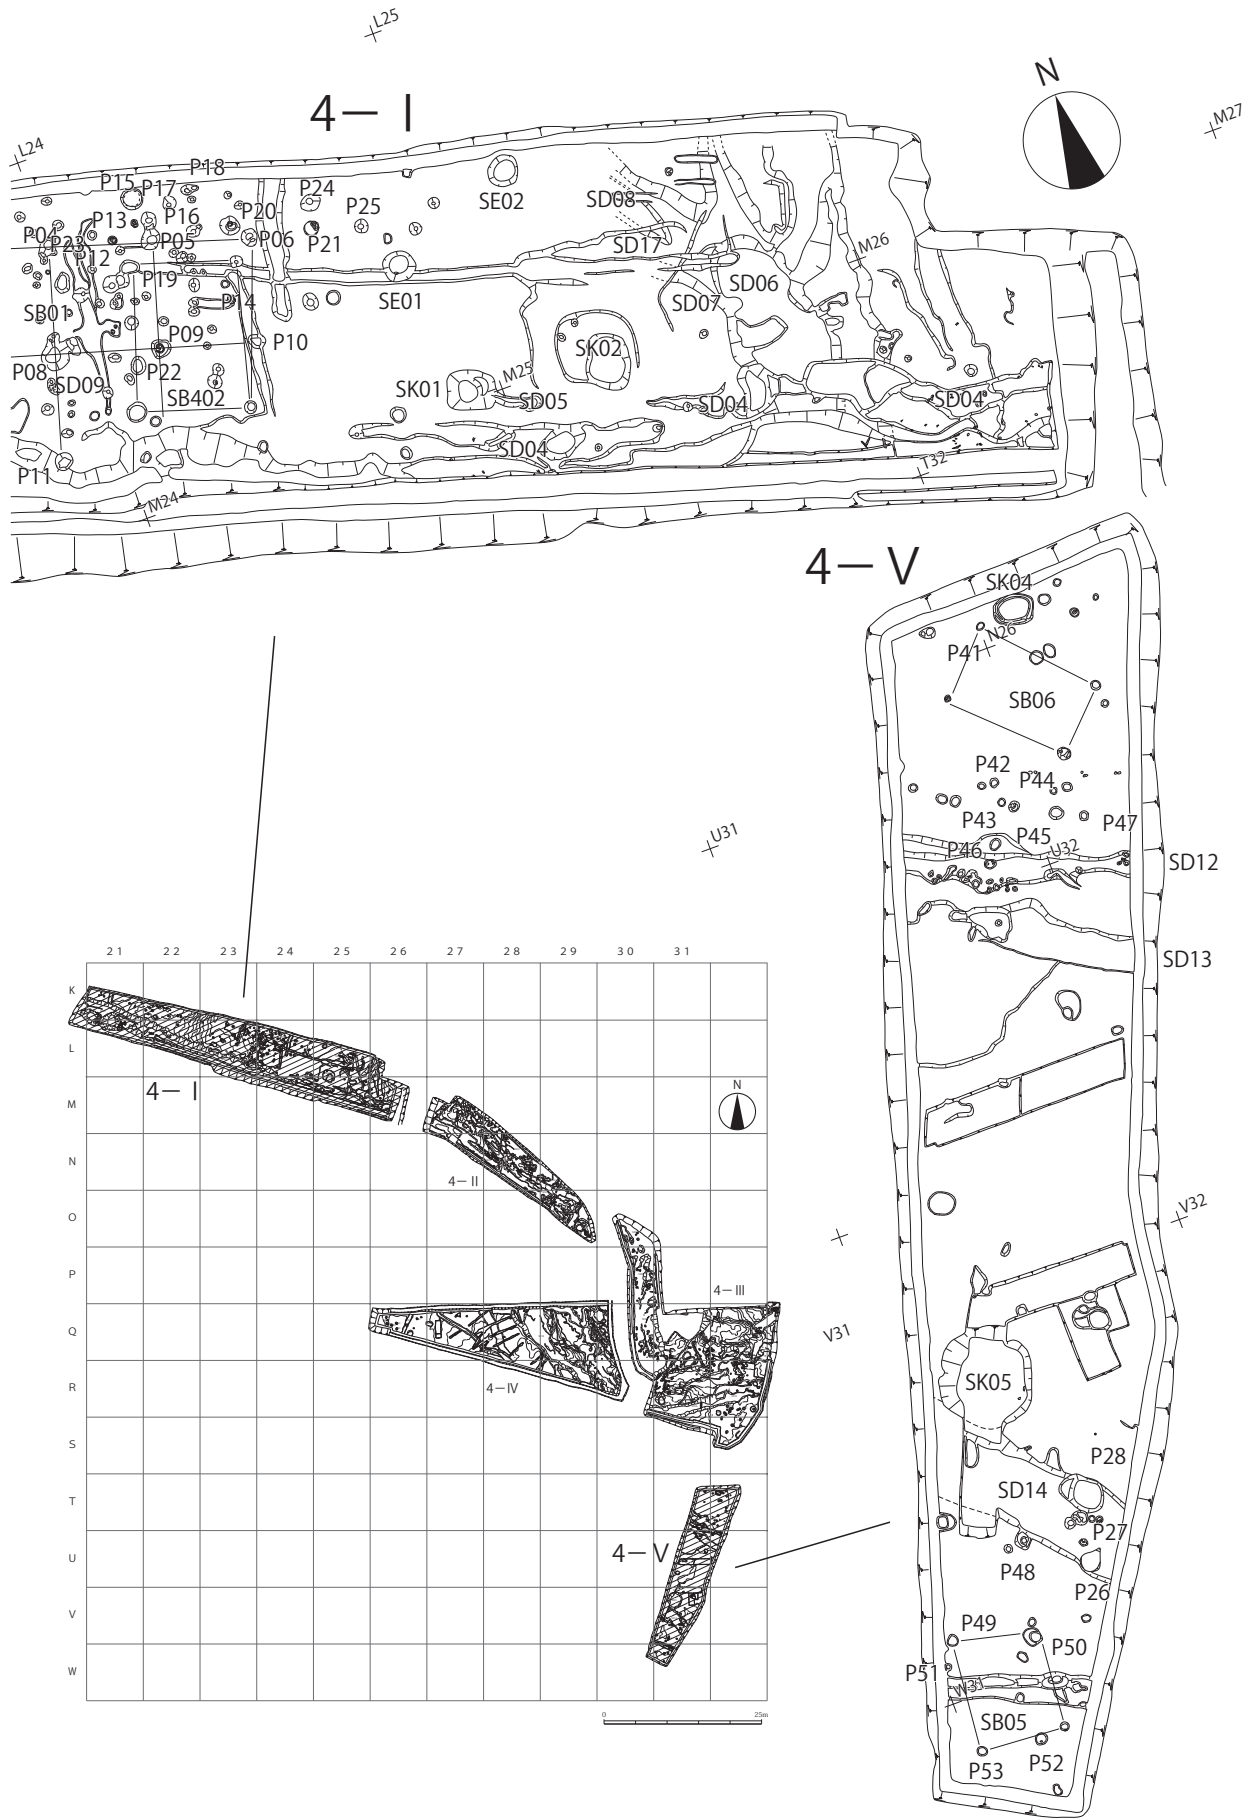 L25
4-Ⅰ
N
M27
L24
P18
P15
P17
P24
SE02
SD08
P13
P16
P20
P25
P04
P23
P05
P06
P21
SD17
M26
P12
P19
SD06
SB01
P14
SE01
SD07
P09
P10
SK02
P08
P22
SD09
SB402
SK01
M25
SD05
SD04
SD04
SD04
P11
T32
M24
4-Ⅴ
SK04
N26
P41
SB06
P42
P44
P43
P45
P47
U31
P46
U32
SD12
SD13
21 22 23 24 25 26 27 28 29 30 31
K
L
4-Ⅰ
M
N
N
4-Ⅱ
O
P
4-Ⅲ
Q
R
4-Ⅳ
S
T
U
4-Ⅴ
V
W
0 25m
V32
V31
SK05
P28
SD14
P27
P48
P26
P49
P50
P51
W31
SB05
P53
P52